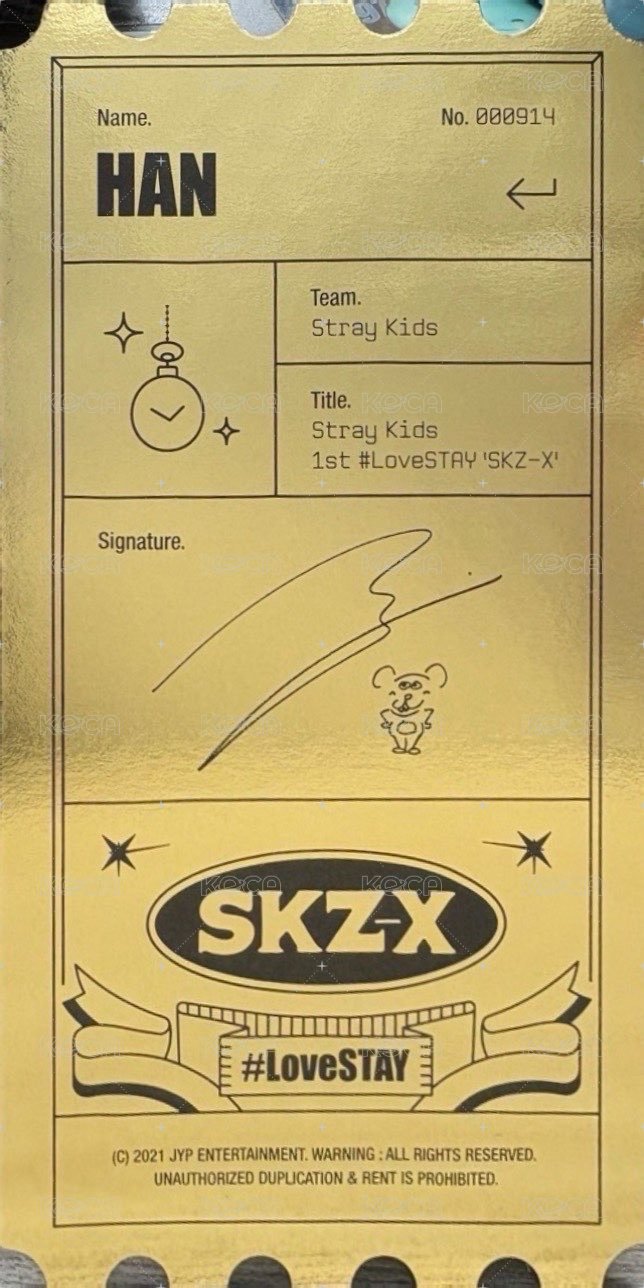 Name.
No. 000914
HAN
Team.
Stray Kids
Title.
Stray Kids
1st #LoveSTAY 'SKZ-X'
Signature.
SKZ-X
#LoveSTAY
(C) 2021 JYP ENTERTAINMENT. WARNING : ALL RIGHTS RESERVED.
UNAUTHORIZED DUPLICATION & RENT IS PROHIBITED.
KOCA